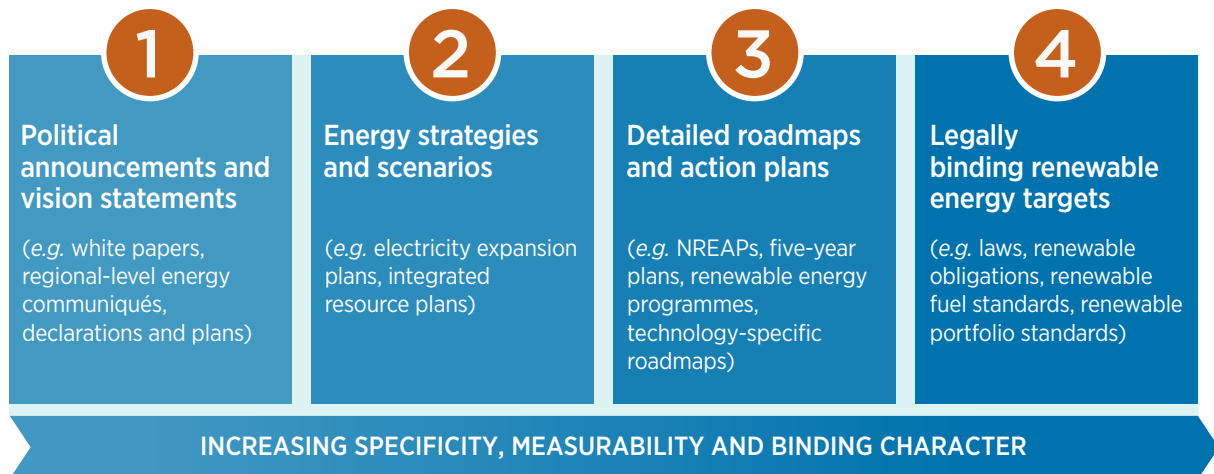 1
Political
announcements and
vision statements
(e.g. white papers,
regional-level energy
communiqués,
declarations and plans)
2
Energy strategies
and scenarios
(e.g. electricity expansion
plans, integrated
resource plans)
3
Detailed roadmaps
and action plans
(e.g. NREAPs, five-year
plans, renewable energy
programmes,
technology-specific
roadmaps)
4
Legally
binding renewable
energy targets
(e.g. laws, renewable
obligations, renewable
fuel standards, renewable
portfolio standards)
INCREASING SPECIFICITY, MEASURABILITY AND BINDING CHARACTER